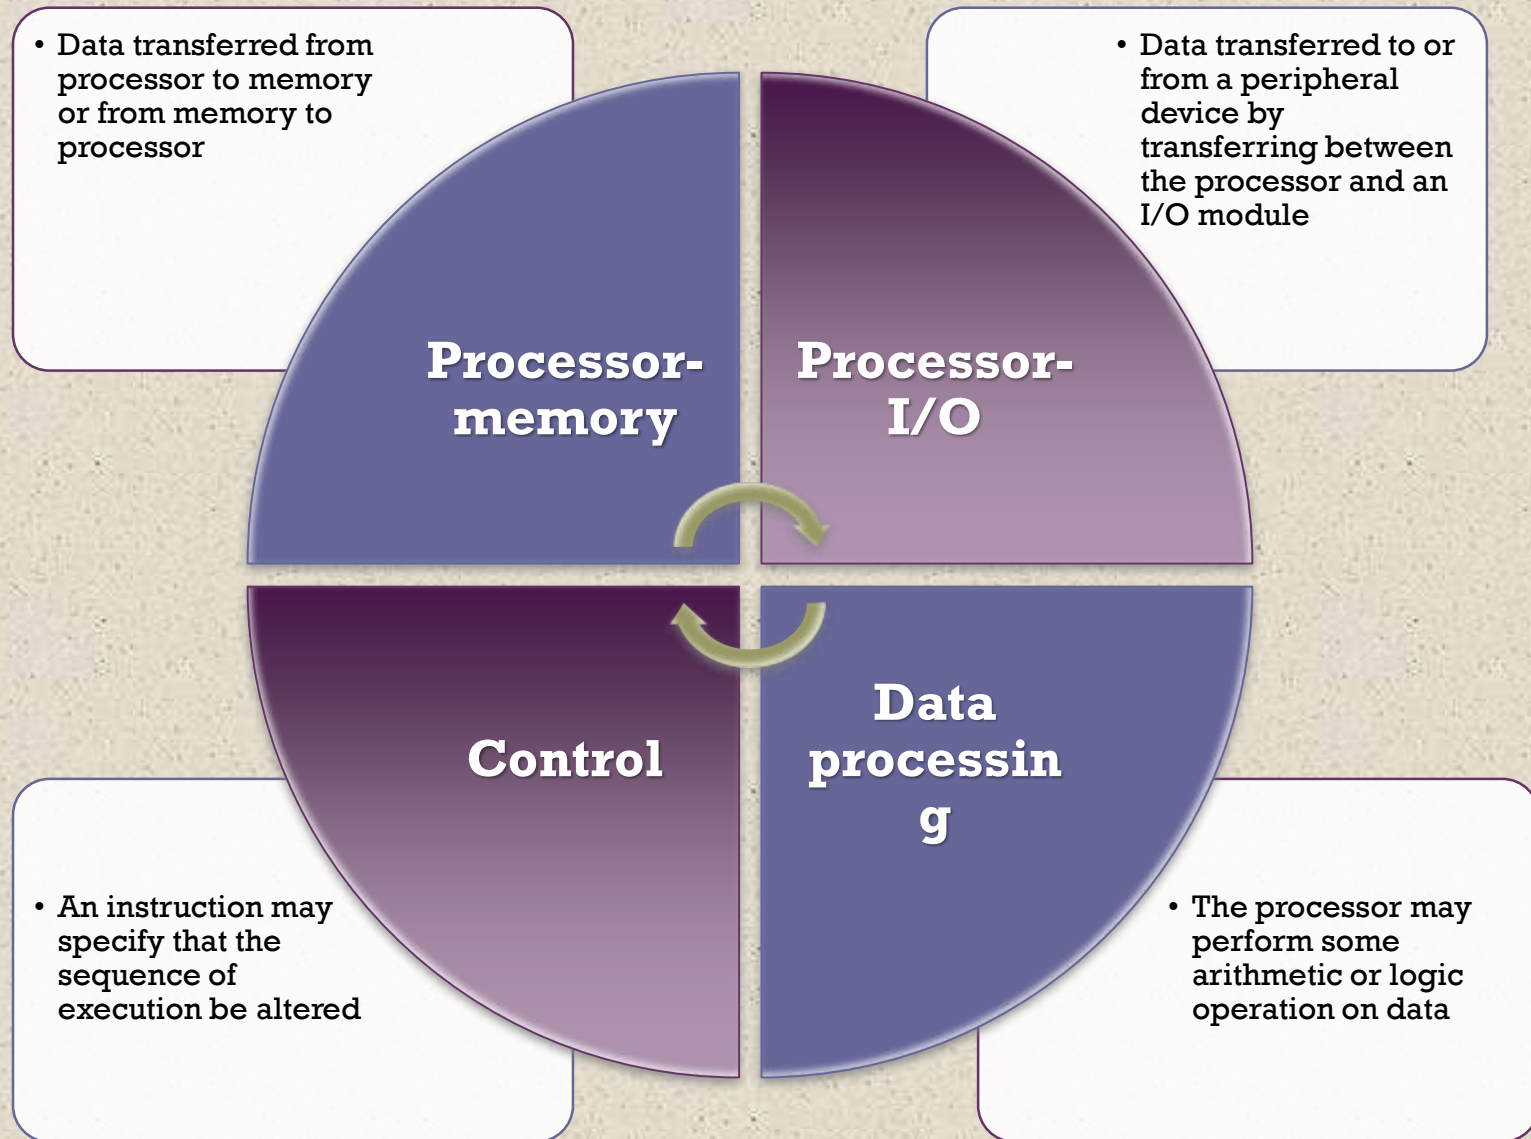 • Data transferred from
processor to memory
or from memory to
processor
• Data transferred to or
from a peripheral
device by
transferring between
the processor and an
I/O module
Processor-
memory
Processor-
I/O
Control
Data
processin
g
• An instruction may
specify that the
sequence of
execution be altered
• The processor may
perform some
arithmetic or logic
operation on data